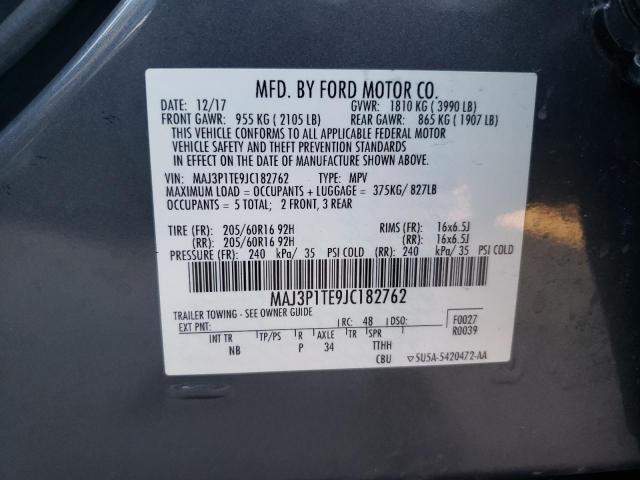 MFD. BY FORD MOTOR CO.
DATE: 12/17 GVWR: 1810 KG ( 3990 LB)
FRONT GAWR: 955 KG ( 2105 LB) REAR GAWR: 865 KG ( 1907 LB)
THIS VEHICLE CONFORMS TO ALL APPLICABLE FEDERAL MOTOR
VEHICLE SAFETY AND THEFT PREVENTION STANDARDS
IN EFFECT ON THE DATE OF MANUFACTURE SHOWN ABOVE.
VIN: MAJ3P1TE9JC182762 TYPE: MPV
MAXIMUM LOAD = OCCUPANTS + LUGGAGE = 375KG/ 827LB
OCCUPANTS = 5 TOTAL; 2 FRONT, 3 REAR
TIRE (FR): 205/60R16 92H RIMS (FR): 16x6.5J
(RR): 205/60R16 92H (RR): 16x6.5J
PRESSURE (FR): 240 kPa/ 35 PSI COLD (RR): 240 kPa/ 35 PSI COLD
MAJ3P1TE9JC182762
TRAILER TOWING - SEE OWNER GUIDE F0027
EXT PNT: RC: 48 DSO: R0039
INT TR TP/PS R AXLE TR SPR
NB P 34 TTHH
CBU 5U5A-5420472-AA